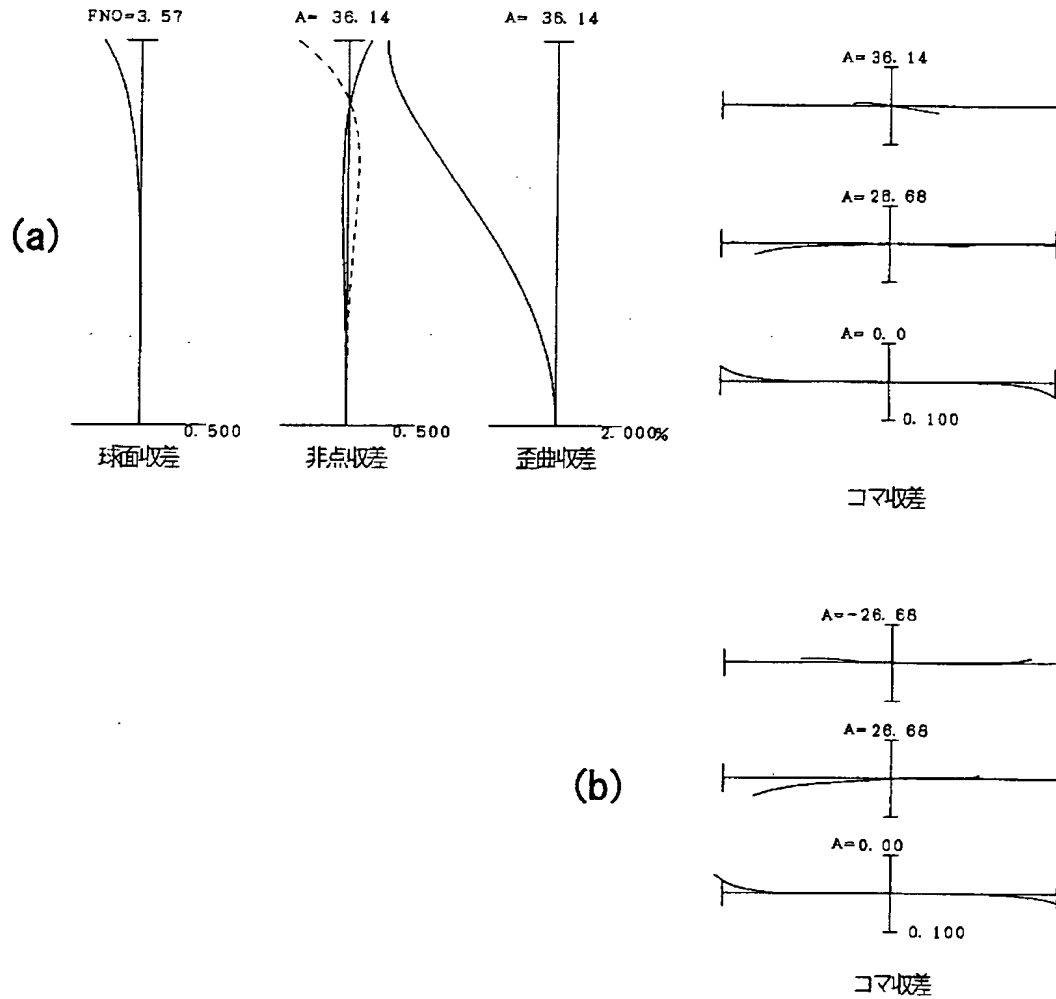 FNO=3.57
A= 36.14
A= 36.14
(a)
0.500
0.500
2.000%
球面収差
非点収差
歪曲収差
A=36.14
A=26.68
A=0.0
0.100
コマ収差
(b)
A=-26.68
A=26.68
A=0.00
0.100
コマ収差